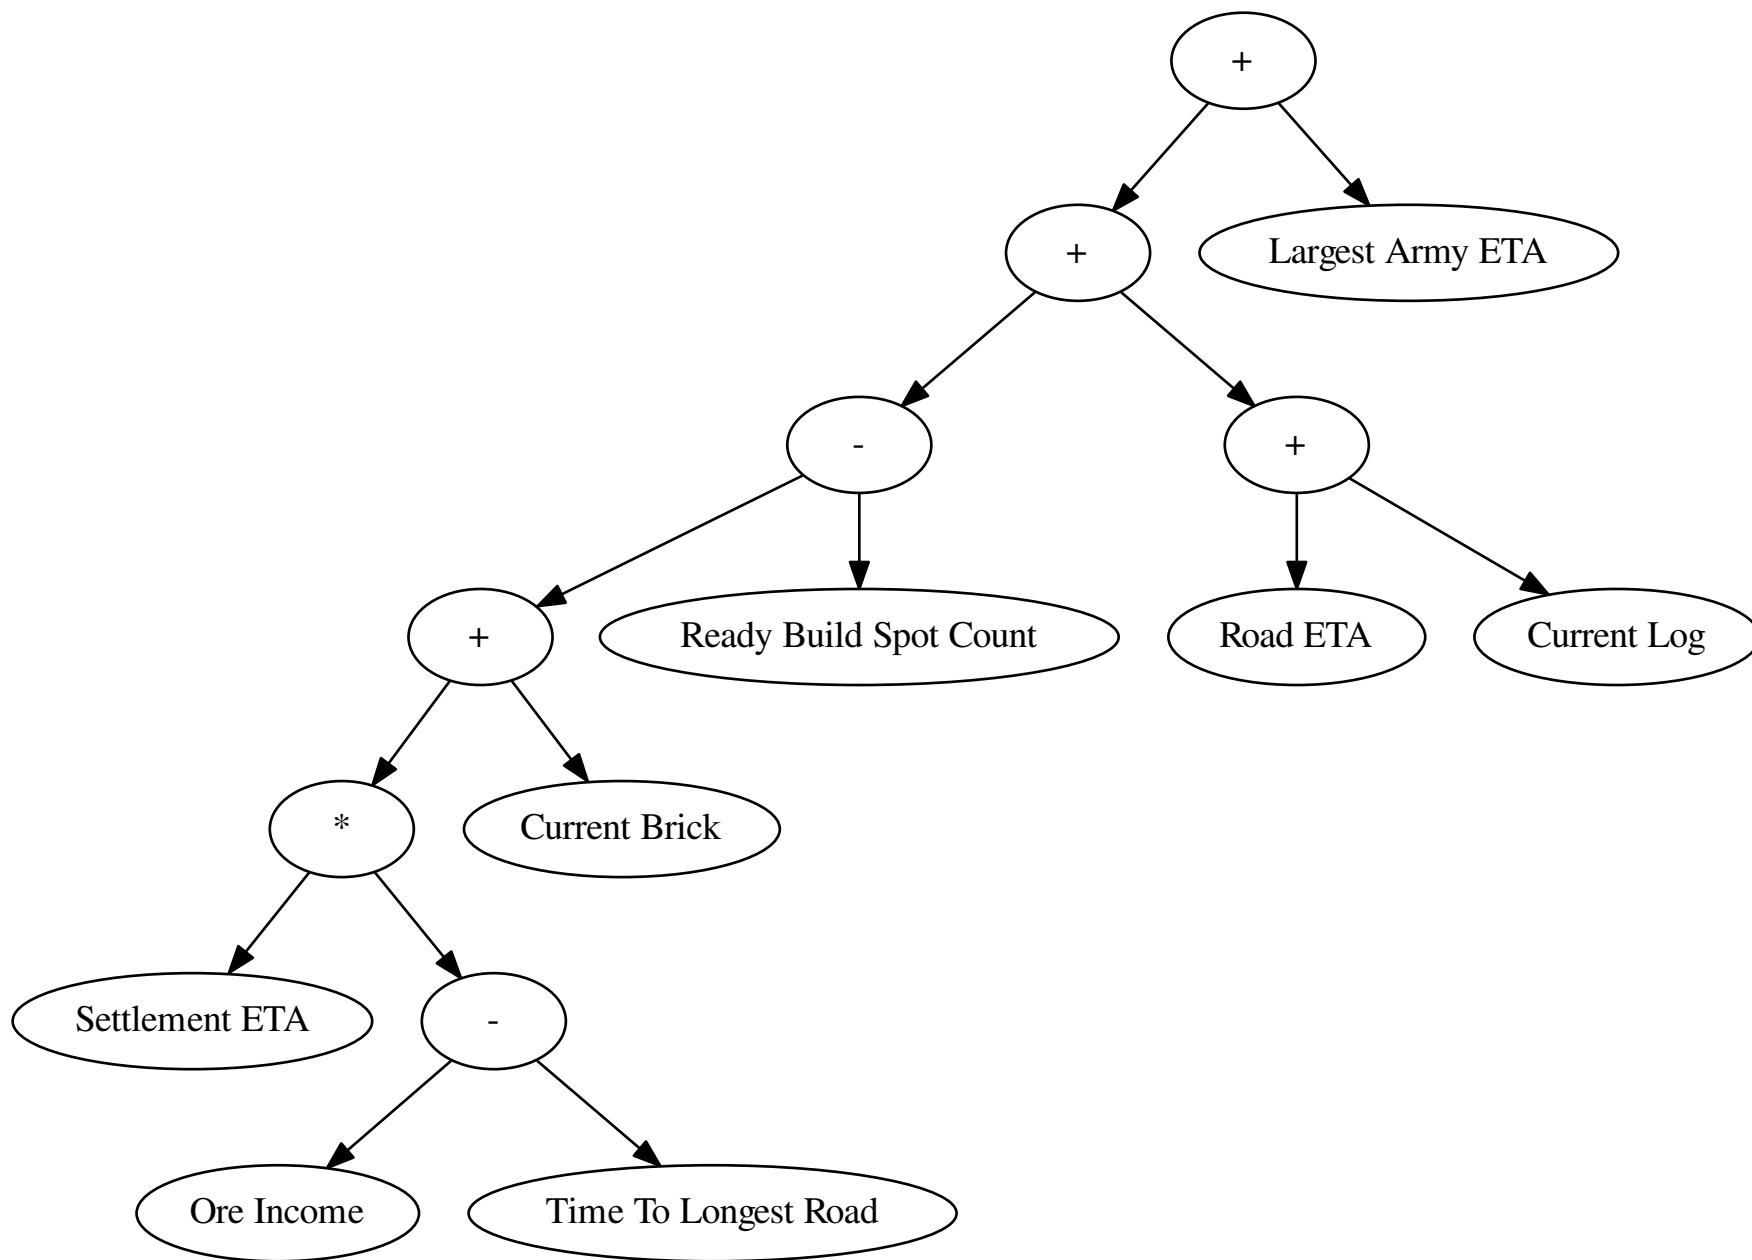 +
+
Largest Army ETA
-
+
+
Ready Build Spot Count
Road ETA
Current Log
*
Current Brick
Settlement ETA
-
Ore Income
Time To Longest Road